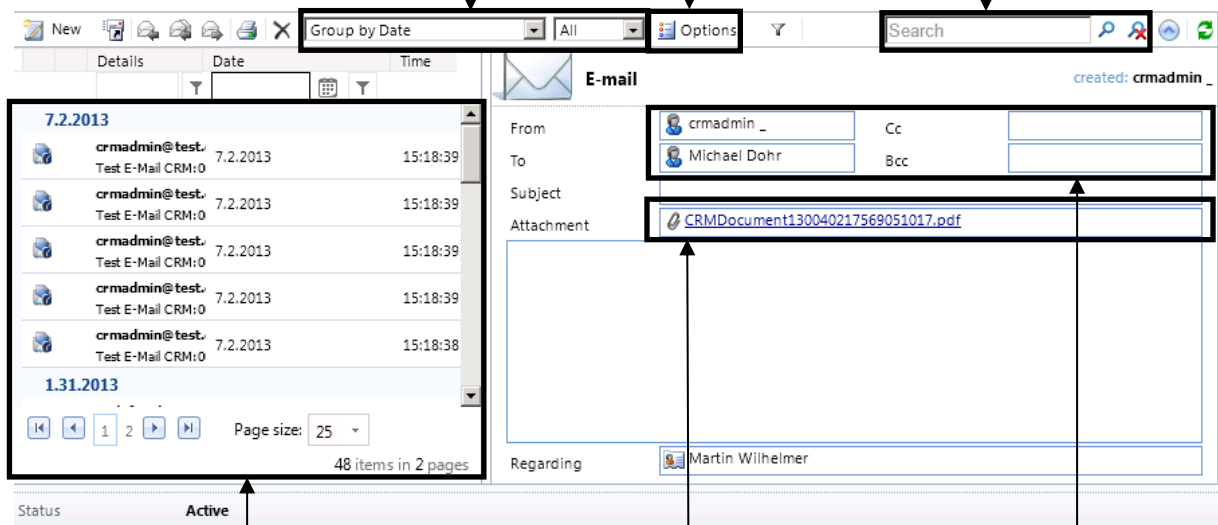 New Group by Date All Options Search
Details Date Time
E-mail created: crmadmin _
7.2.2013
crmadmin@test.
Test E-Mail CRM:0 7.2.2013 15:18:39
crmadmin@test.
Test E-Mail CRM:0 7.2.2013 15:18:39
crmadmin@test.
Test E-Mail CRM:0 7.2.2013 15:18:39
crmadmin@test.
Test E-Mail CRM:0 7.2.2013 15:18:39
crmadmin@test.
Test E-Mail CRM:0 7.2.2013 15:18:38
1.31.2013
1 2 Page size: 25
48 items in 2 pages
From crmadmin _ Cc
To Michael Dohr Bcc
Subject
Attachment CRMDocument130040217569051017.pdf
Regarding Martin Wilhelmer
Status Active